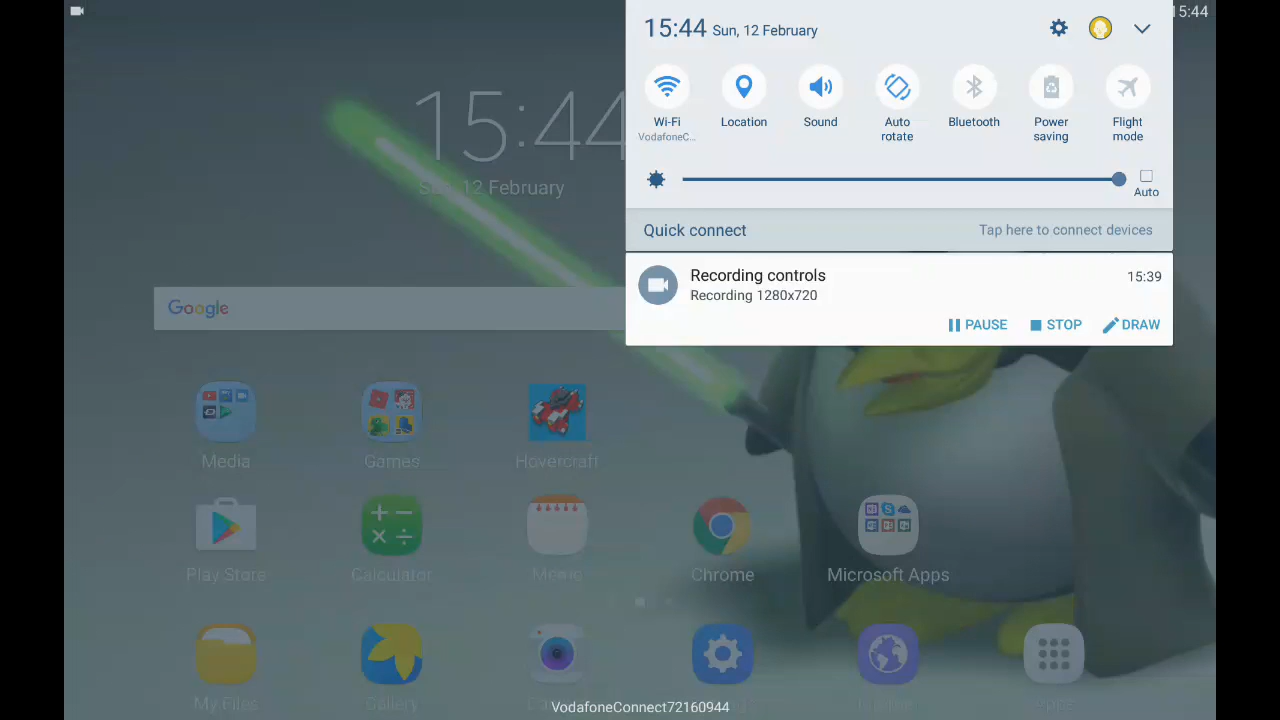 15:44
15:44 Sun, 12 February
15:44
Sun, 12 February
Wi-Fi
VodafoneC...
Location
Sound
Auto
rotate
Bluetooth
Power
saving
Flight
mode
Auto
Quick connect
Tap here to connect devices
Recording controls
15:39
Recording 1280x720
PAUSE
STOP
DRAW
Google
Media
Games
Hovercraft
Play Store
Calculator
Memo
Chrome
Microsoft Apps
My Files
Gallery
Apps
VodafoneConnect72160944